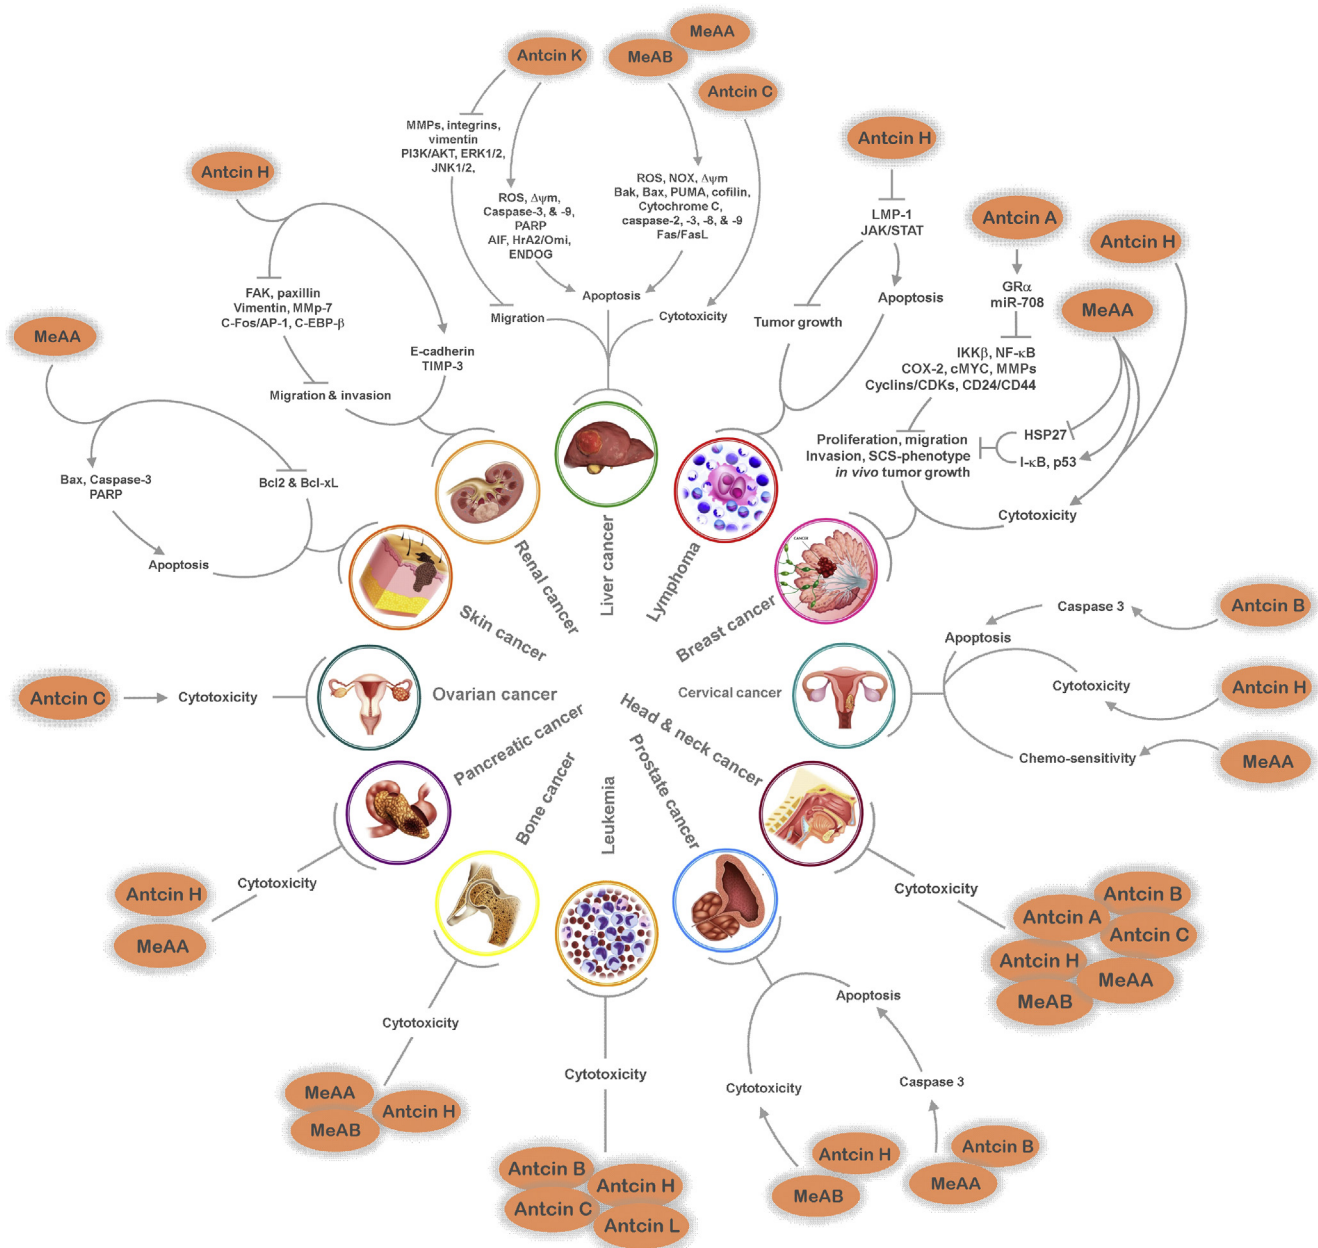 Antcin K
MeAA
MeAB
Antcin C
MMPs, integrins,
vimentin
PI3K/AKT, ERK1/2,
JNK1/2,
ROS, Δψm,
Caspase-3, & -9,
PARP
AIF, HrA2/Omi,
ENDOG
ROS, NOX, Δψm
Bak, Bax, PUMA, cofilin,
Cytochrome C,
caspase-2, -3, -8, & -9
Fas/FasL
Apoptosis
Migration
Cytotoxicity
Liver cancer
Antcin H
LMP-1
JAK/STAT
Apoptosis
Tumor growth
Lymphoma
Antcin A
Antcin H
MeAA
GRα
miR-708
IKKβ, NF-κB
COX-2, cMYC, MMPs
Cyclins/CDKs, CD24/CD44
HSP27
I-κB, p53
Proliferation, migration
Invasion, SCS-phenotype
in vivo tumor growth
Cytotoxicity
CANCER
Breast cancer
Antcin B
Caspase 3
Apoptosis
Antcin H
Cytotoxicity
MeAA
Chemo-sensitivity
Cervical cancer
Head & neck cancer
Cytotoxicity
Antcin B
Antcin A
Antcin C
Antcin H
MeAA
MeAB
Prostate cancer
Apoptosis
Caspase 3
Cytotoxicity
Antcin H
MeAB
Antcin B
MeAA
Leukemia
Cytotoxicity
Antcin B
Antcin H
Antcin C
Antcin L
Bone cancer
Cytotoxicity
MeAA
Antcin H
MeAB
Pancreatic cancer
Cytotoxicity
Antcin H
MeAA
Ovarian cancer
Cytotoxicity
Antcin C
Skin cancer
MeAA
Bax, Caspase-3
PARP
Bcl2 & Bcl-xL
Apoptosis
Renal cancer
Antcin H
FAK, paxillin
Vimentin, MMp-7
C-Fos/AP-1, C-EBP-β
E-cadherin
TIMP-3
Migration & invasion